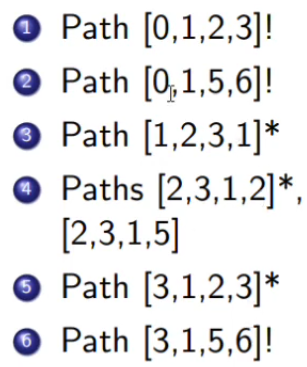 1 Path [0,1,2,3]!
2 Path [0,1,5,6]!
3 Path [1,2,3,1]*
4 Paths [2,3,1,2]*,
[2,3,1,5]
5 Path [3,1,2,3]*
6 Path [3,1,5,6]!